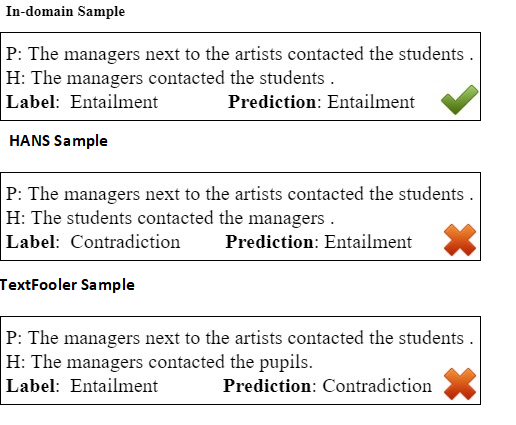 In-domain Sample
P: The managers next to the artists contacted the students .
H: The managers contacted the students .
Label: Entailment Prediction: Entailment
HANS Sample
P: The managers next to the artists contacted the students .
H: The students contacted the managers .
Label: Contradiction Prediction: Entailment
TextFooler Sample
P: The managers next to the artists contacted the students .
H: The managers contacted the pupils.
Label: Entailment Prediction: Contradiction